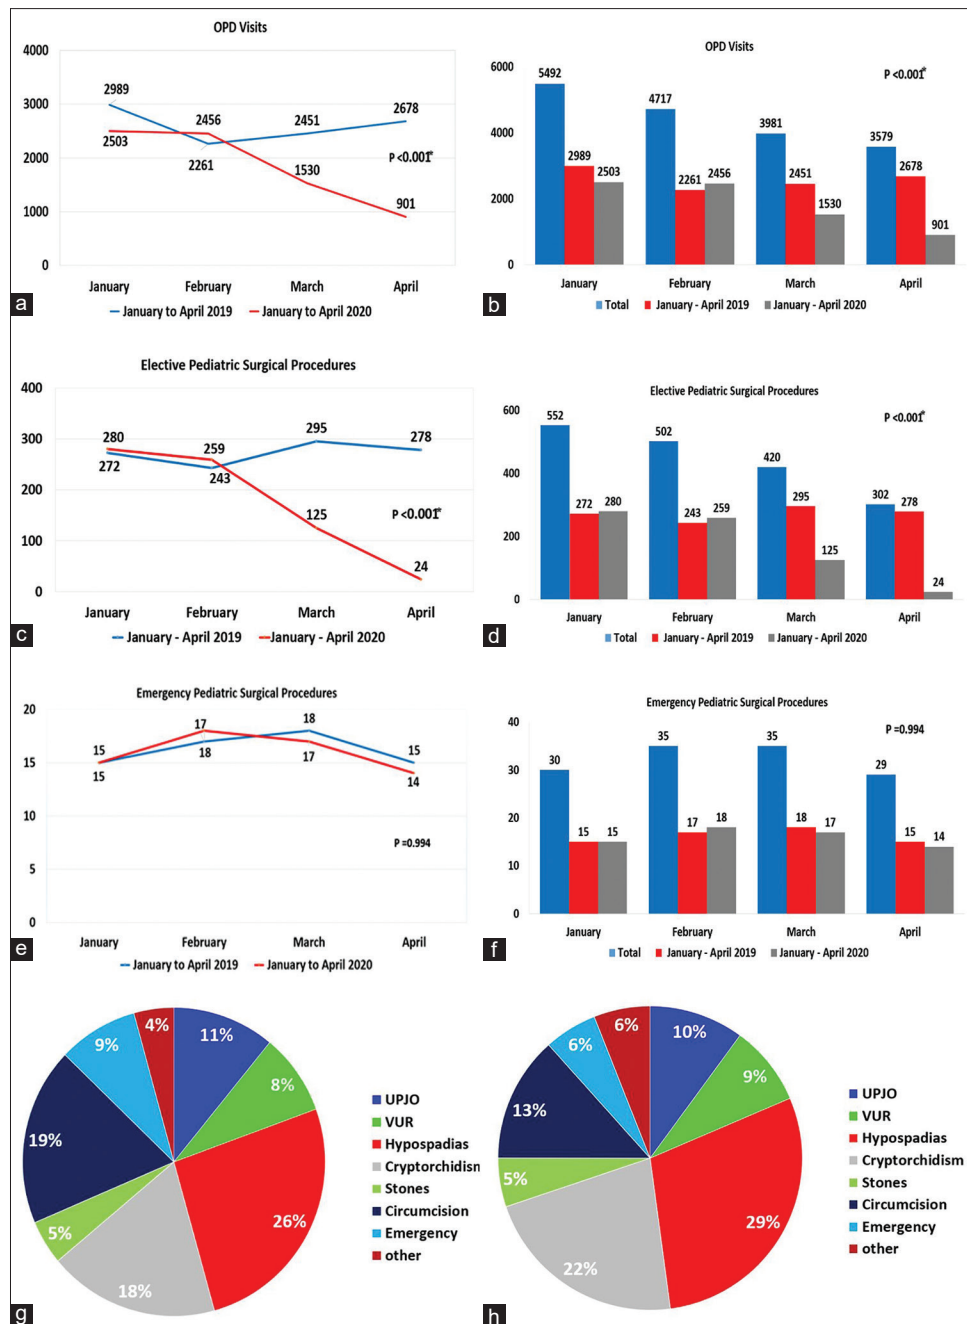 OPD Visits
4000
3000
2000
1000
0
2989
2503
2456
2261
2451
1530
2678
901
P <0.001*
January February March April
January to April 2019 January to April 2020
a
OPD Visits
6000
4000
2000
0
P <0.001*
5492 2989 2503
4717 2261 2456
3981 2451 1530
3579 2678 901
January February March April
Total January - April 2019 January - April 2020
b
Elective Pediatric Surgical Procedures
400
300
200
100
0
280
272
259
243
295
125
278
24
P <0.001*
January February March April
January - April 2019 January - April 2020
c
Elective Pediatric Surgical Procedures
600
400
200
0
P <0.001*
552 272 280
502 243 259
420 295 125
302 278 24
January February March April
Total January - April 2019 January - April 2020
d
Emergency Pediatric Surgical Procedures
20
15
10
5
0
15
15
17
18
18
17
15
14
P =0.994
January February March April
January to April 2019 January to April 2020
e
Emergency Pediatric Surgical Procedures
40
30
20
10
0
P =0.994
30 15 15
35 17 18
35 18 17
29 15 14
January February March April
Total January - April 2019 January - April 2020
f
11%
8%
26%
18%
5%
19%
9%
4%
UPJO
VUR
Hypospadias
Cryptorchidism
Stones
Circumcision
Emergency
other
g
10%
9%
29%
22%
5%
13%
6%
6%
UPJO
VUR
Hypospadias
Cryptorchidism
Stones
Circumcision
Emergency
other
h